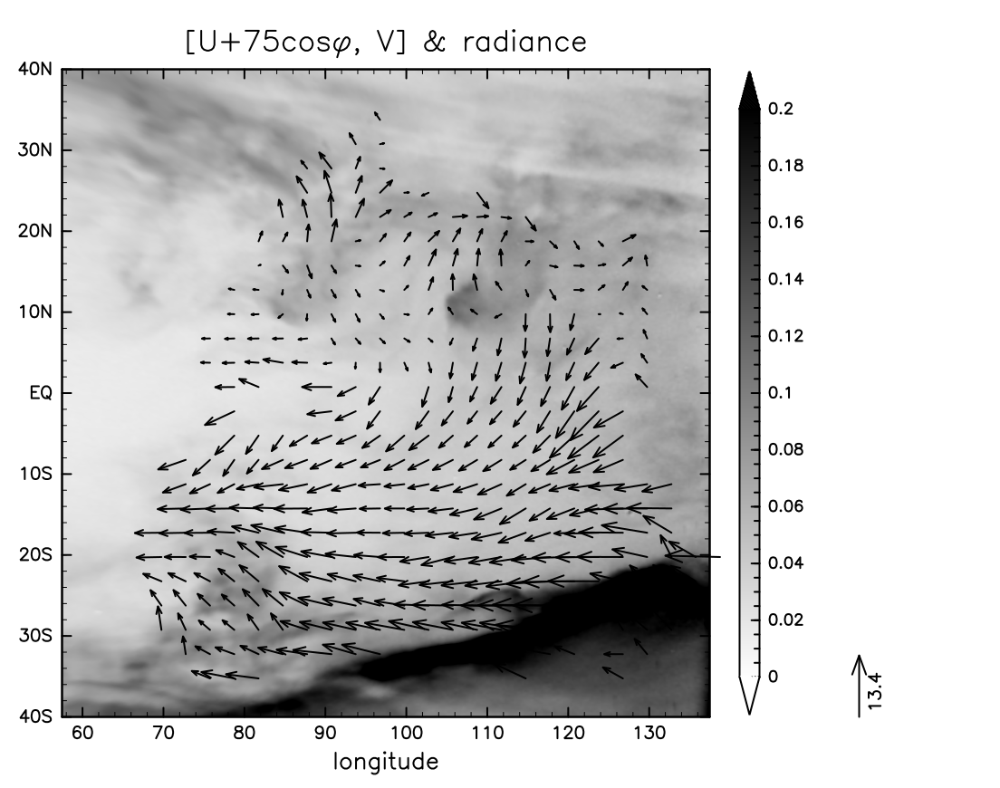 [U+75cosφ, V] & radiance
40N
30N
20N
10N
EQ
10S
20S
30S
40S
60 70 80 90 100 110 120 130
longitude
0.2
0.18
0.16
0.14
0.12
0.1
0.08
0.06
0.04
0.02
0
13.4